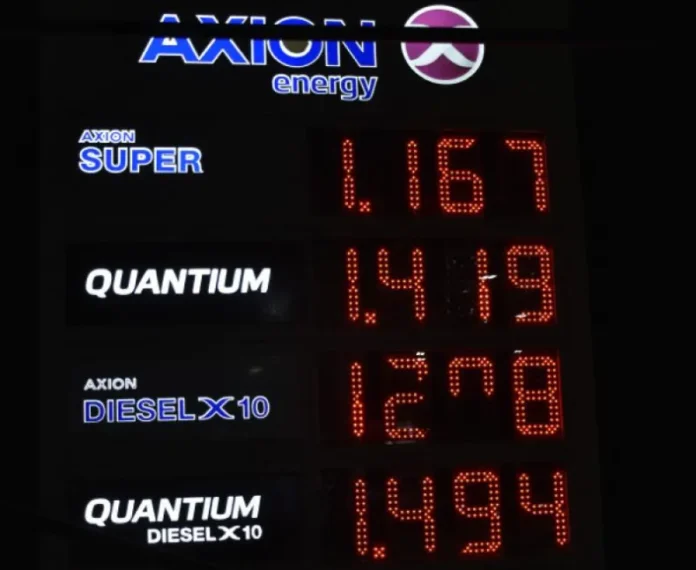 AXION
energy
AXION
SUPER
1.167
QUANTIUM
1.419
AXION
DIESEL X10
QUANTIUM
DIESEL X10
1.494